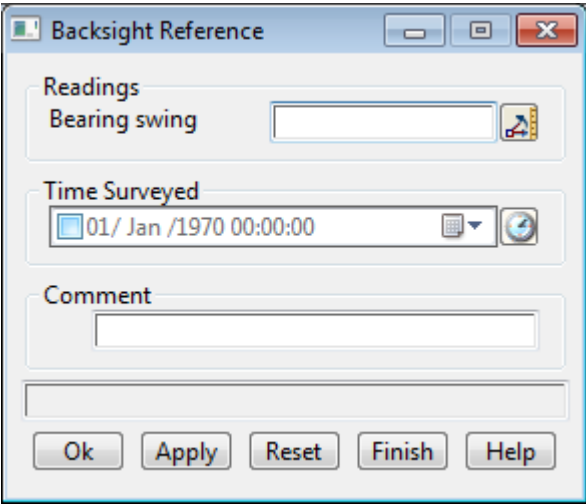 Backsight Reference
Readings
Bearing swing
Time Surveyed
01/ Jan /1970 00:00:00
Comment
Ok Apply Reset Finish Help